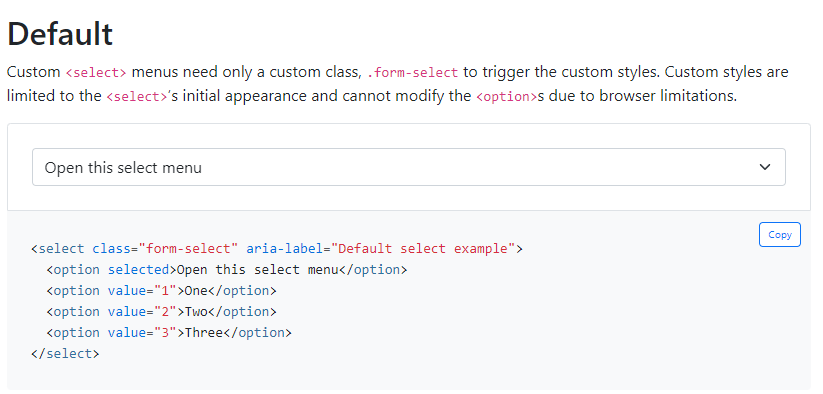 Default
Custom <select> menus need only a custom class, .form-select to trigger the custom styles. Custom styles are
limited to the <select>’s initial appearance and cannot modify the <option>s due to browser limitations.
Open this select menu
Copy
<select class="form-select" aria-label="Default select example">
  <option selected>Open this select menu</option>
  <option value="1">One</option>
  <option value="2">Two</option>
  <option value="3">Three</option>
</select>